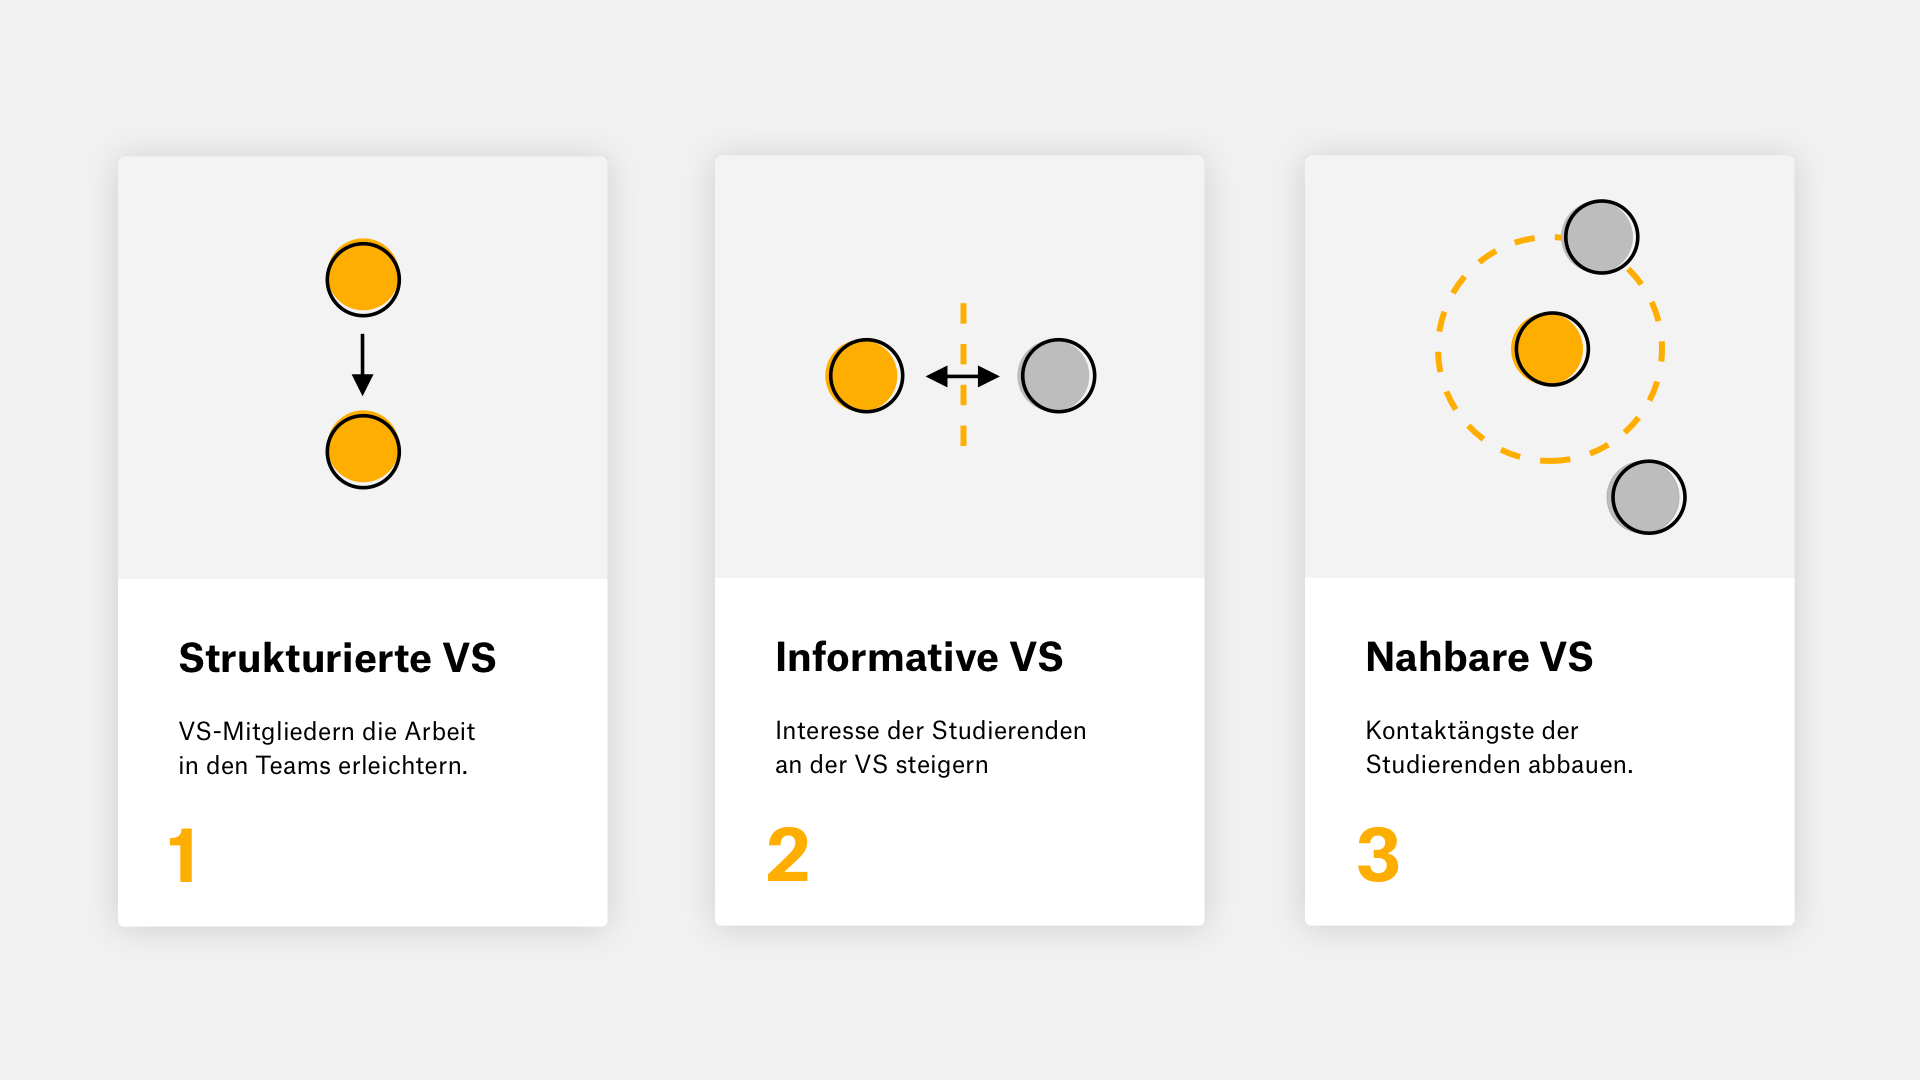 Strukturierte VS
VS-Mitgliedern die Arbeit
in den Teams erleichtern.
1
Informative VS
Interesse der Studierenden
an der VS steigern
2
Nahbare VS
Kontaktängste der
Studierenden abbauen.
3